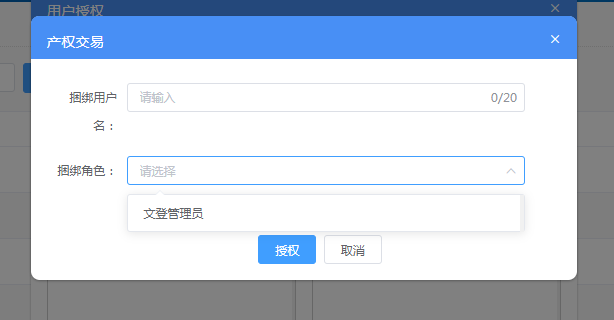 用户授权
产权交易
捆绑用户
名：
请输入
0/20
捆绑角色：
请选择
文登管理员
授权
取消